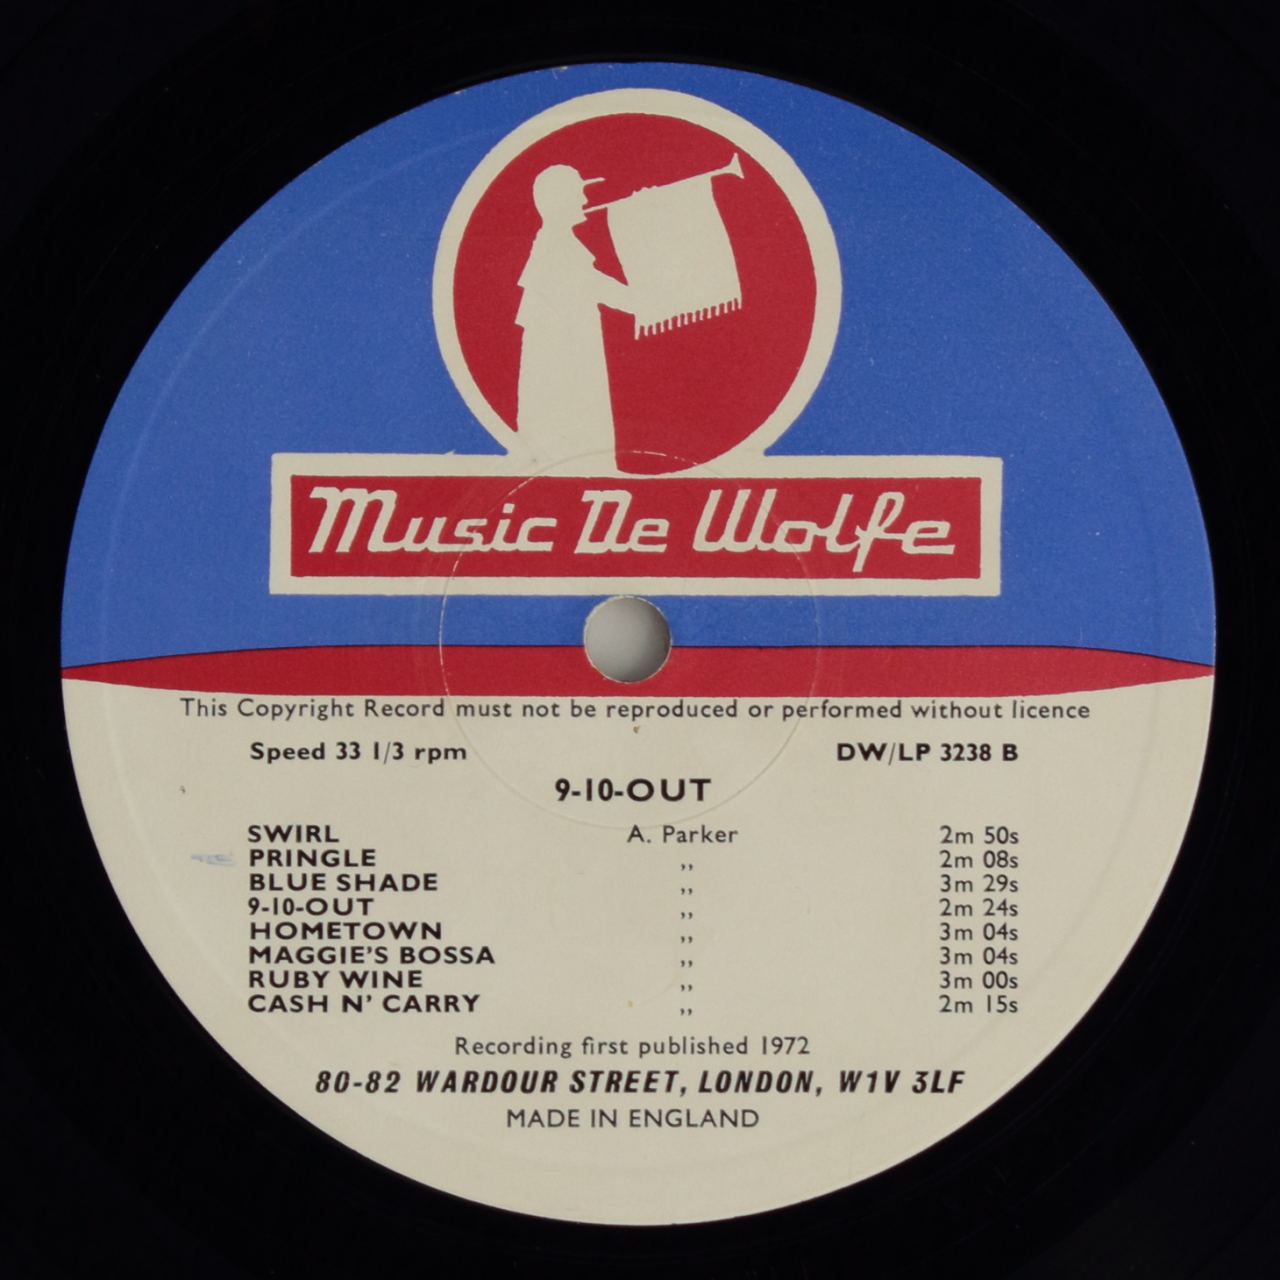 Music De Wolfe
This Copyright Record must not be reproduced or performed without licence
Speed 33 1/3 rpm DW/LP 3238 B
9-10-OUT
SWIRL A. Parker 2m 50s
PRINGLE ,, 2m 08s
BLUE SHADE ,, 3m 29s
9-10-OUT ,, 2m 24s
HOMETOWN ,, 3m 04s
MAGGIE'S BOSSA ,, 3m 04s
RUBY WINE ,, 3m 00s
CASH N' CARRY ,, 2m 15s
Recording first published 1972
80-82 WARDOUR STREET, LONDON, W1V 3LF
MADE IN ENGLAND